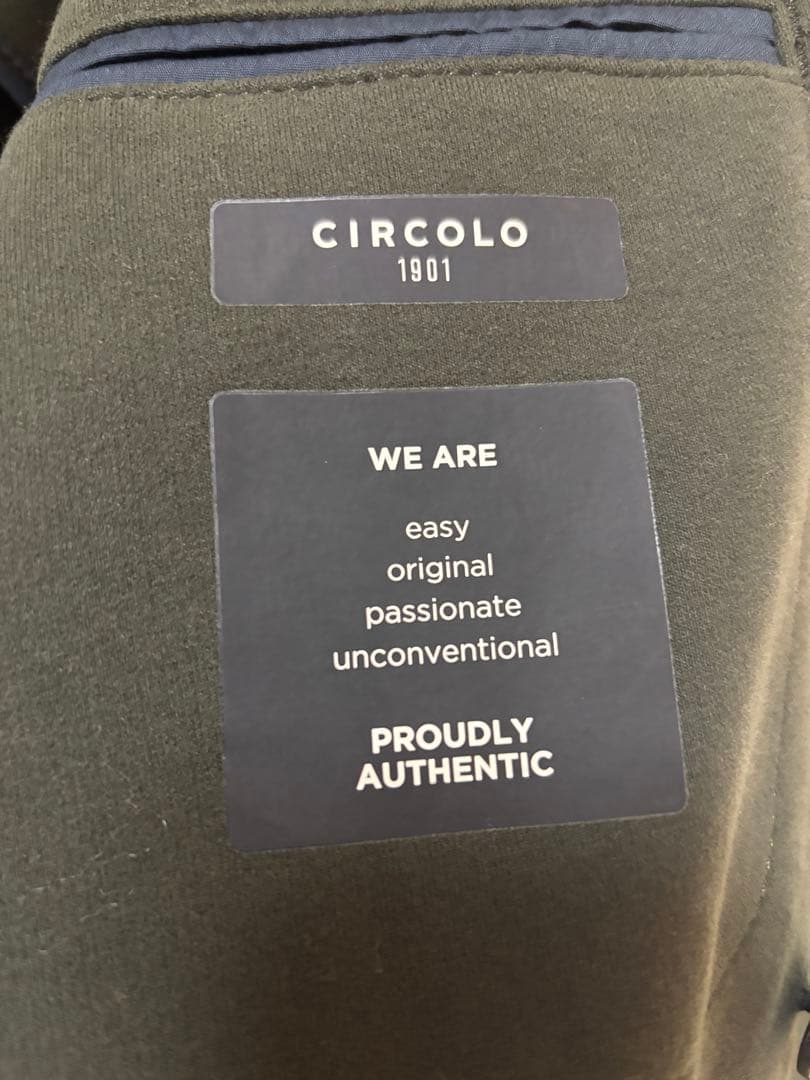 CIRCOLO
1901
WE ARE
easy
original
passionate
unconventional
PROUDLY
AUTHENTIC